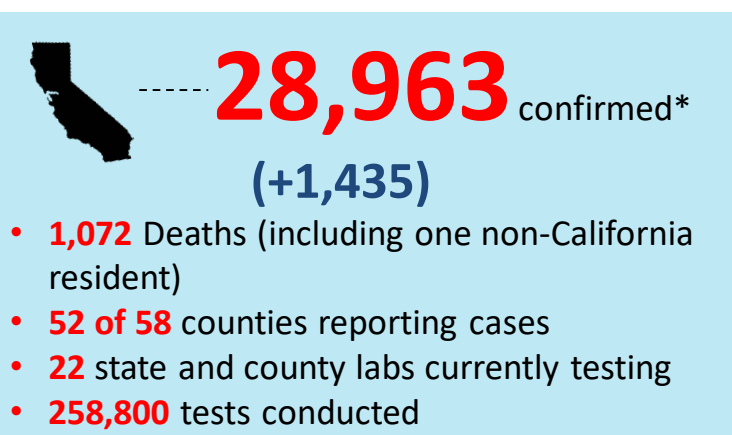 28,963 confirmed*
(+1,435)
• 1,072 Deaths (including one non-California
resident)
• 52 of 58 counties reporting cases
• 22 state and county labs currently testing
• 258,800 tests conducted